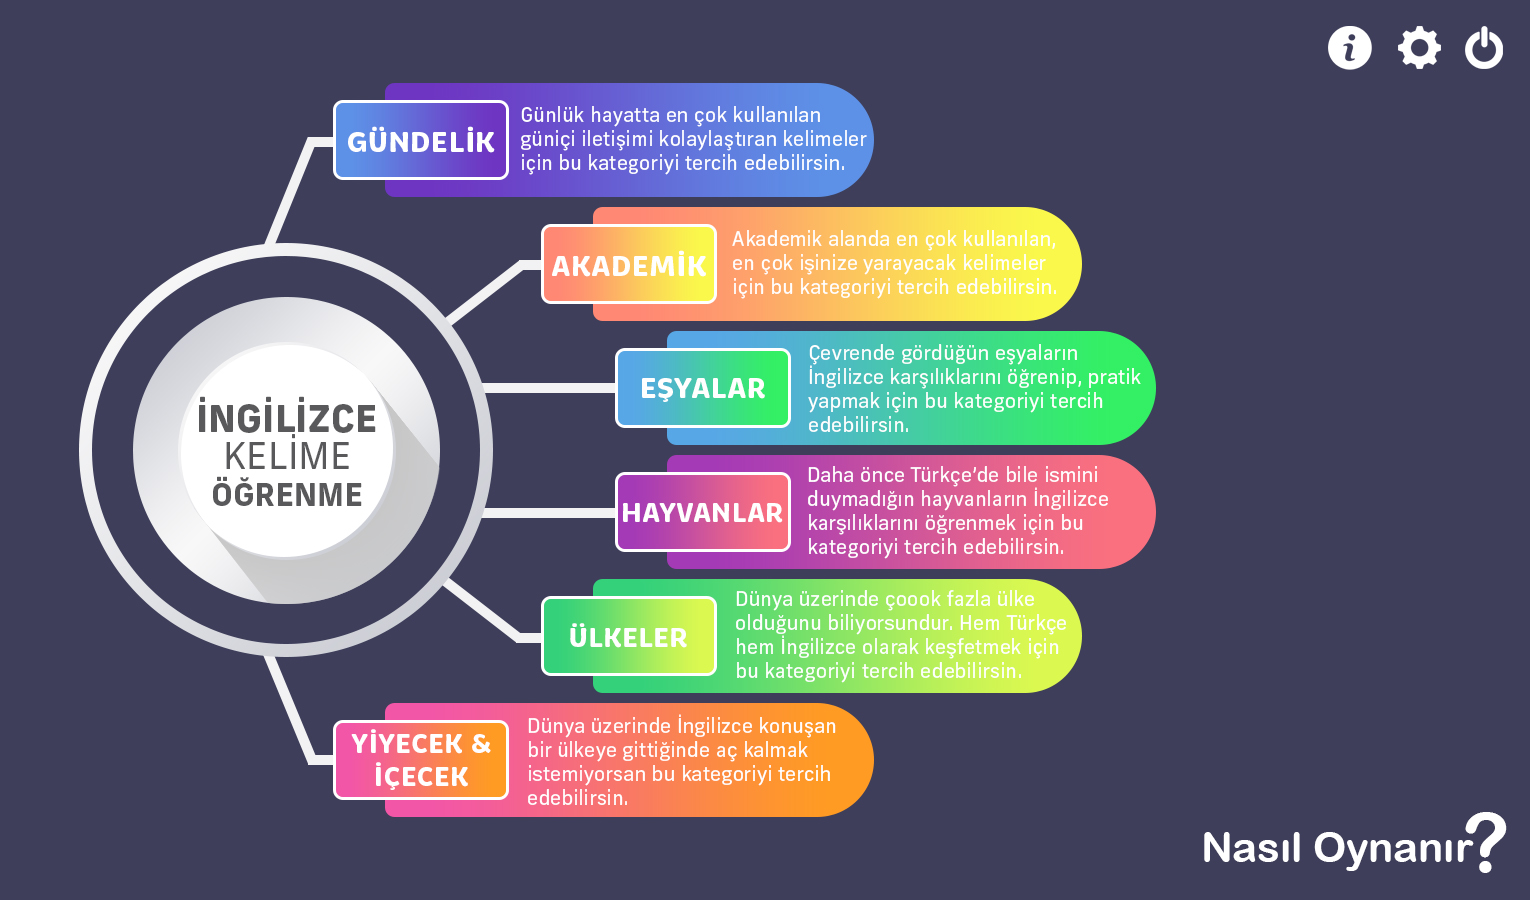 GÜNDELİK
Günlük hayatta en çok kullanılan
güniçi iletişimi kolaylaştıran kelimeler
için bu kategoriyi tercih edebilirsin.
AKADEMİK
Akademik alanda en çok kullanılan,
en çok işinize yarayacak kelimeler
için bu kategoriyi tercih edebilirsin.
EŞYALAR
Çevrende gördüğün eşyaların
İngilizce karşılıklarını öğrenip, pratik
yapmak için bu kategoriyi tercih
edebilirsin.
İNGİLİZCE
KELİME
ÖĞRENME
HAYVANLAR
Daha önce Türkçe'de bile ismini
duymadığın hayvanların İngilizce
karşılıklarını öğrenmek için bu
kategoriyi tercih edebilirsin.
ÜLKELER
Dünya üzerinde çoook fazla ülke
olduğunu biliyorsundur. Hem Türkçe
hem İngilizce olarak keşfetmek için
bu kategoriyi tercih edebilirsin.
YİYECEK &
İÇECEK
Dünya üzerinde İngilizce konuşan
bir ülkeye gittiğinde aç kalmak
istemiyorsan bu kategoriyi tercih
edebilirsin.
Nasıl Oynanır?